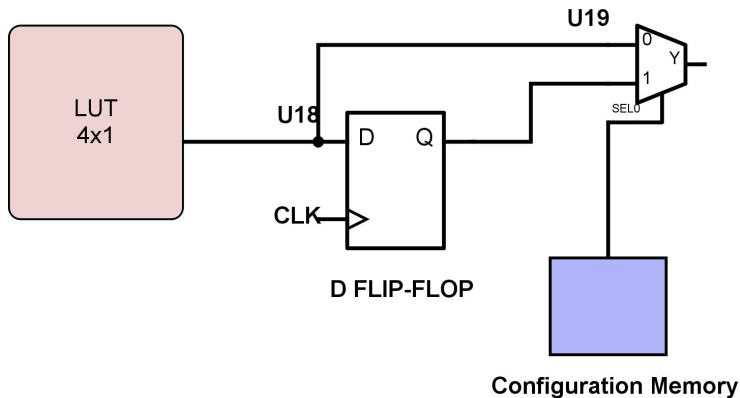 U19
0
Y
1
SEL0
LUT
4x1
U18
D Q
CLK
D FLIP-FLOP
Configuration Memory